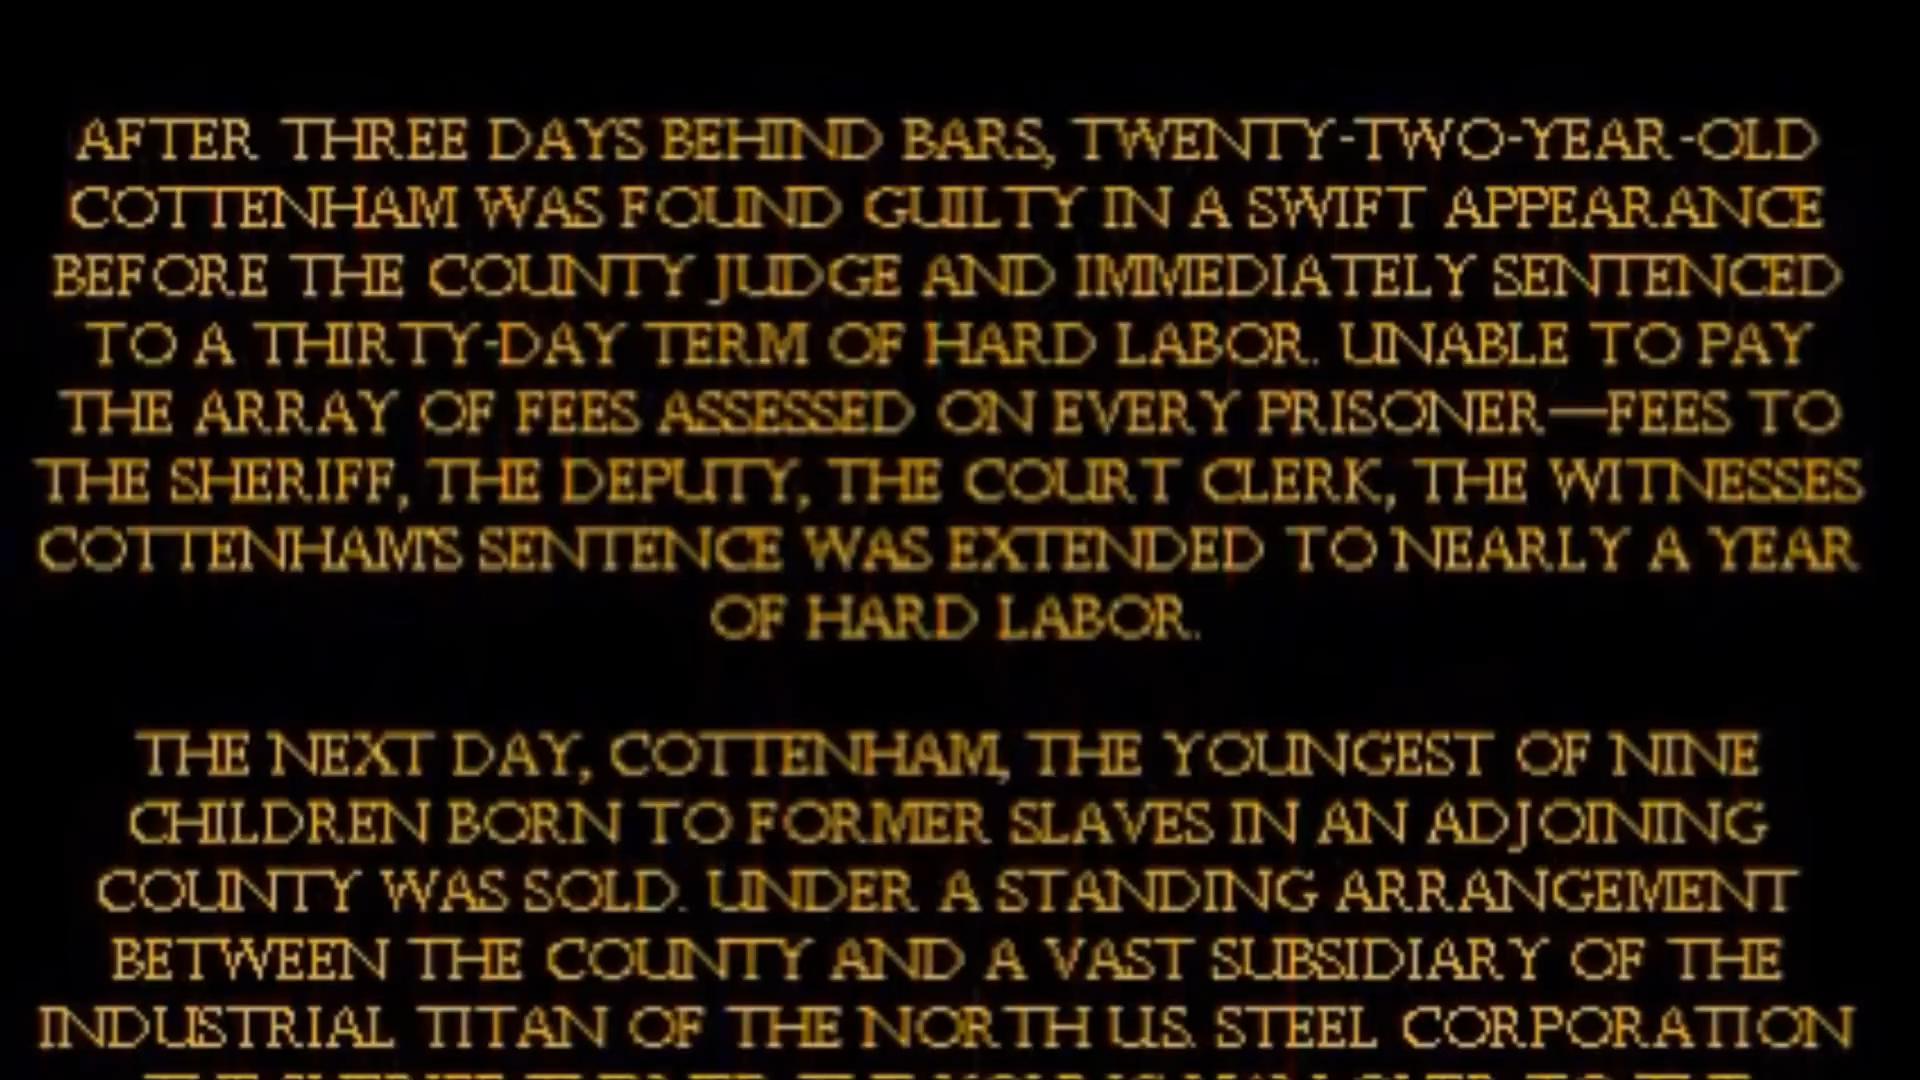 AFTER THREE DAYS BEHIND BARS, TWENTY-TWO-YEAR-OLD
COTTENHAM WAS FOUND GUILTY IN A SWIFT APPEARANCE
BEFORE THE COUNTY JUDGE AND IMMEDIATELY SENTENCED
TO A THIRTY-DAY TERM OF HARD LABOR. UNABLE TO PAY
THE ARRAY OF FEES ASSESSED ON EVERY PRISONER—FEES TO
THE SHERIFF, THE DEPUTY, THE COURT CLERK, THE WITNESSES
COTTENHAM'S SENTENCE WAS EXTENDED TO NEARLY A YEAR
OF HARD LABOR.
THE NEXT DAY, COTTENHAM, THE YOUNGEST OF NINE
CHILDREN BORN TO FORMER SLAVES IN AN ADJOINING
COUNTY WAS SOLD. UNDER A STANDING ARRANGEMENT
BETWEEN THE COUNTY AND A VAST SUBSIDIARY OF THE
INDUSTRIAL TITAN OF THE NORTH U.S. STEEL CORPORATION